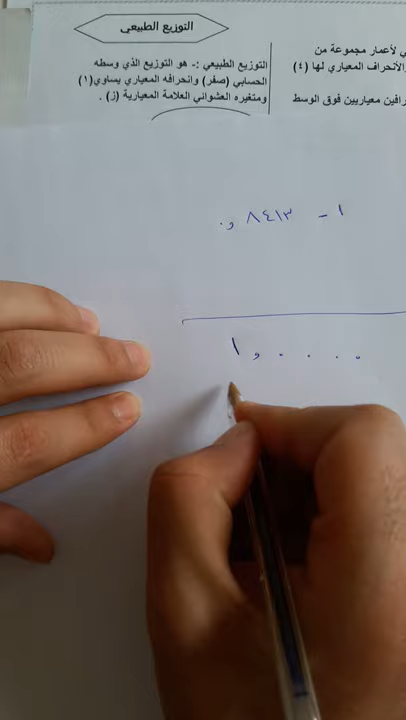 التوزيع الطبيعي
ي لأعمار مجموعة من
الأنحراف المعياري لها (٤)
رافين معياريين فوق الوسط
التوزيع الطبيعي :- هو التوزيع الذي وسطه
الحسابي (صفر) وانحرافه المعياري يساوي(١)
ومتغيره العشوائي العلامة المعيارية (ز) .
١ - ٠,٨٤١٣
١,٠٠٠٠